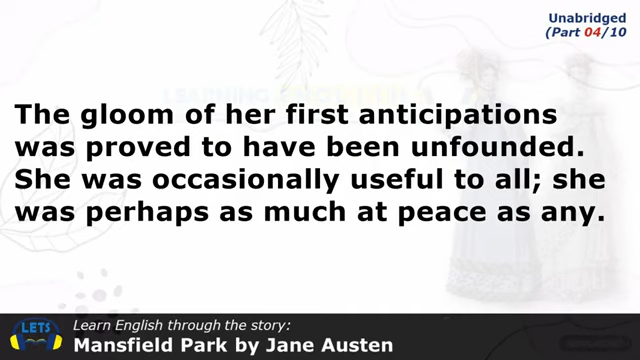 Unabridged
(Part 04/10
The gloom of her first anticipations
was proved to have been unfounded.
She was occasionally useful to all; she
was perhaps as much at peace as any.
LETS
Learn English through the story:
Mansfield Park by Jane Austen